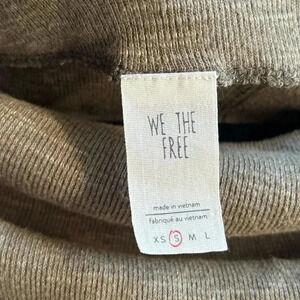 WE THE
FREE
made in vietnam
fabriqué au vietnam
XS S M L